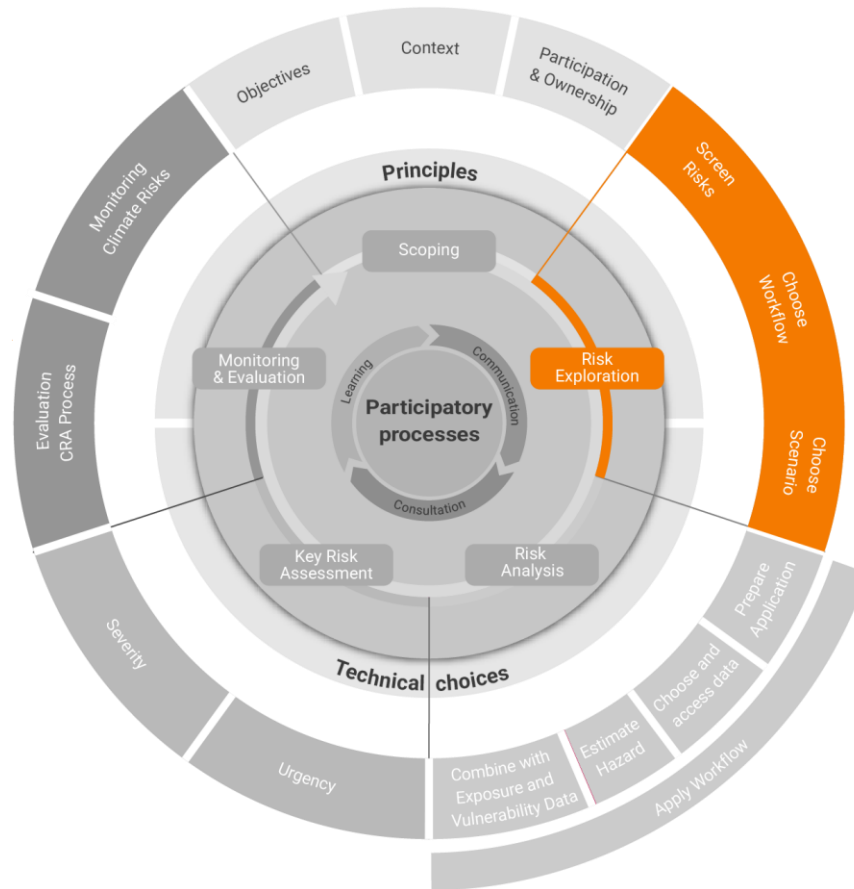 Objectives
Context
Participation
& Ownership
Screen
Risks
Choose
Workflow
Choose
Scenario
Prepare
Application
Choose and
access data
Estimate
Hazard
Combine with
Exposure and
Vulnerability Data
Apply Workflow
Urgency
Severity
Evaluation
CRA Process
Monitoring
Climate Risks
Principles
Scoping
Risk
Exploration
Risk
Analysis
Key Risk
Assessment
Monitoring
& Evaluation
Technical choices
Learning
Communication
Consultation
Participatory
processes